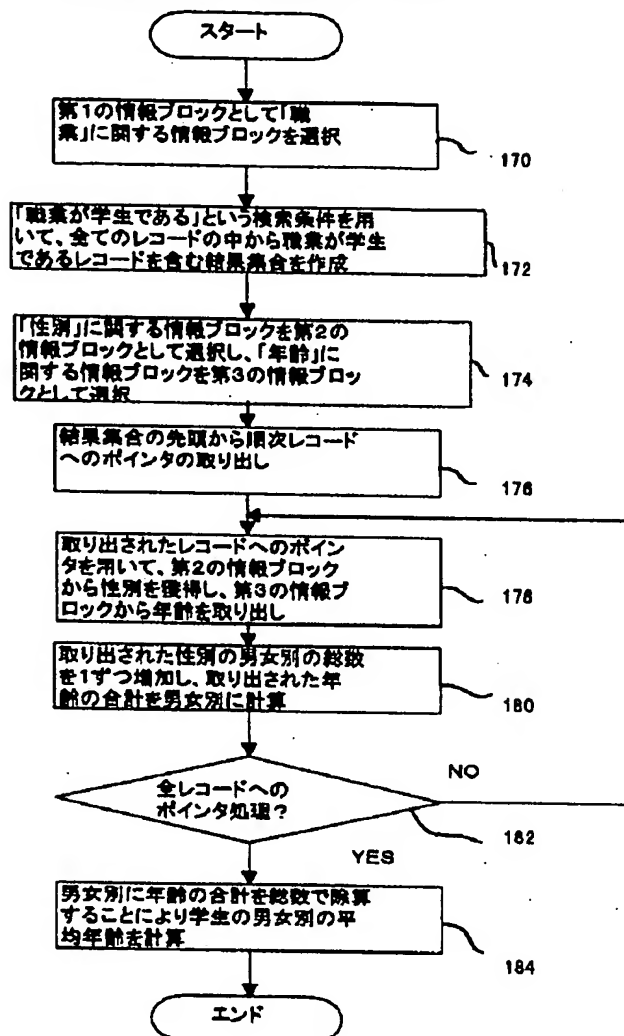 スタート
第1の情報ブロックとして「職
業」に関する情報ブロックを選択
170
「職業が学生である」という検索条件を用
いて、全てのレコードの中から職業が学生
であるレコードを含む結果集合を作成
172
「性別」に関する情報ブロックを第2の
情報ブロックとして選択し、「年齢」に
関する情報ブロックを第3の情報ブロッ
クとして選択
174
結果集合の先頭から順次レコード
へのポインタの取り出し
176
取り出されたレコードへのポイン
タを用いて、第2の情報ブロック
から性別を獲得し、第3の情報ブ
ロックから年齢を取り出し
178
取り出された性別の男女別の総数
を1ずつ増加し、取り出された年
齢の合計を男女別に計算
180
全レコードへの
ポインタ処理?
NO
182
YES
男女別に年齢の合計を総数で除算
することにより学生の男女別の平
均年齢を計算
184
エンド